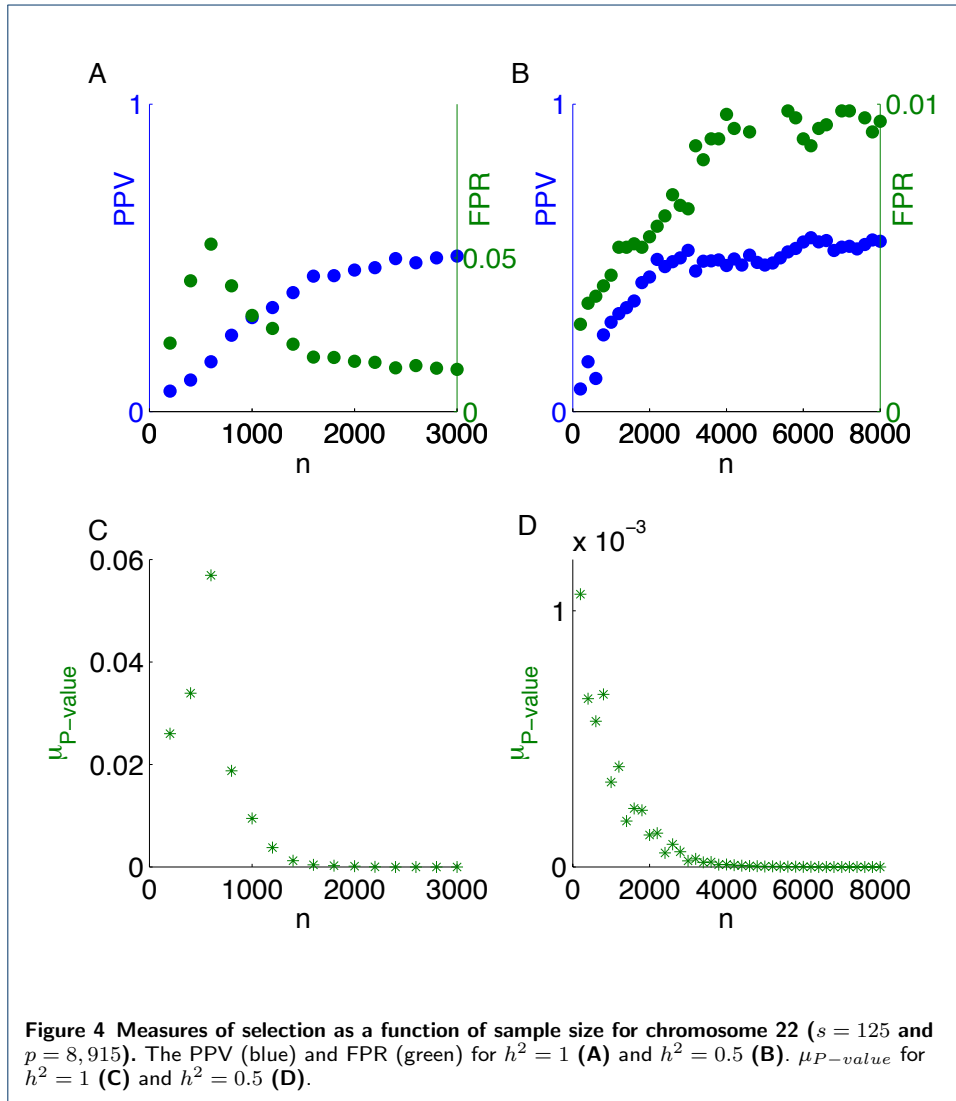 A
B
1
PPV
0
FPR
0.05
0
0 1000 2000 3000
n
1
PPV
0
0.01
FPR
0
0 2000 4000 6000 8000
n
C
0.06
0.04
0.02
0
μP−value
0 1000 2000 3000
n
D
x 10−3
1
0
μP−value
0 2000 4000 6000 8000
n
Figure 4 Measures of selection as a function of sample size for chromosome 22 (s = 125 and
p = 8, 915). The PPV (blue) and FPR (green) for h² = 1 (A) and h² = 0.5 (B). μP−value for
h² = 1 (C) and h² = 0.5 (D).